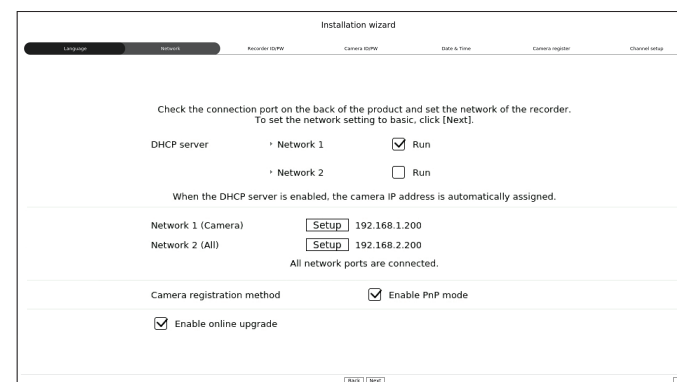 Installation wizard
Language Network Recorder ID/PW Camera ID/PW Date & Time Camera register Channel setup
Check the connection port on the back of the product and set the network of the recorder.
To set the network setting to basic, click [Next].
DHCP server ‣ Network 1 Run
‣ Network 2 Run
When the DHCP server is enabled, the camera IP address is automatically assigned.
Network 1 (Camera) Setup 192.168.1.200
Network 2 (All) Setup 192.168.2.200
All network ports are connected.
Camera registration method Enable PnP mode
Enable online upgrade
Back Next